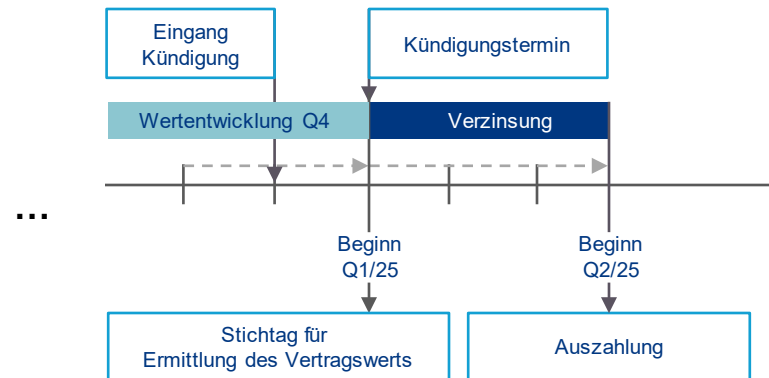 Eingang
Kündigung
Kündigungstermin
Wertentwicklung Q4
Verzinsung
...
Beginn
Q1/25
Beginn
Q2/25
Stichtag für
Ermittlung des Vertragswerts
Auszahlung